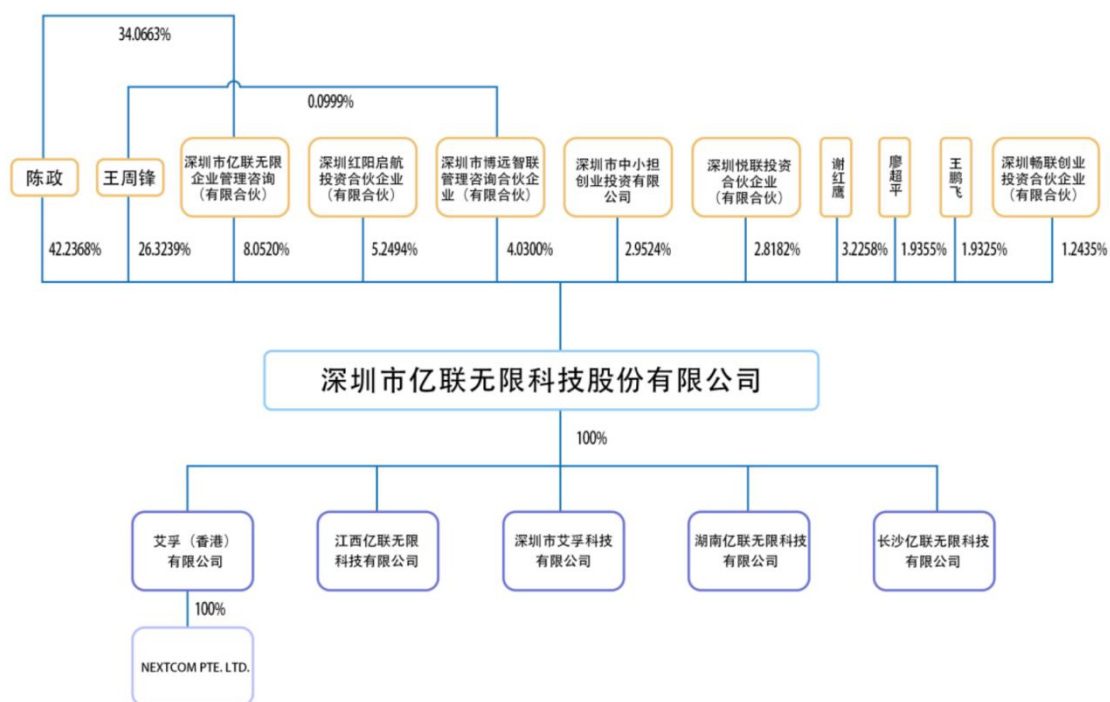 34.0663%
0.0999%
陈政
王周锋
深圳市亿联无限
企业管理咨询
（有限合伙）
深圳红阳启航
投资合伙企业
（有限合伙）
深圳市博远智联
管理咨询合伙企
业（有限合伙）
深圳市中小担
创业投资有限
公司
深圳悦联投资
合伙企业
（有限合伙）
谢红鹰
廖超平
王鹏飞
深圳畅联创业
投资合伙企业
（有限合伙）
42.2368%
26.3239%
8.0520%
5.2494%
4.0300%
2.9524%
2.8182%
3.2258%
1.9355%
1.9325%
1.2435%
深圳市亿联无限科技股份有限公司
100%
艾孚（香港）
有限公司
江西亿联无限
科技有限公司
深圳市艾孚科技
有限公司
湖南亿联无限科技
有限公司
长沙亿联无限科技
有限公司
100%
NEXTCOM PTE. LTD.